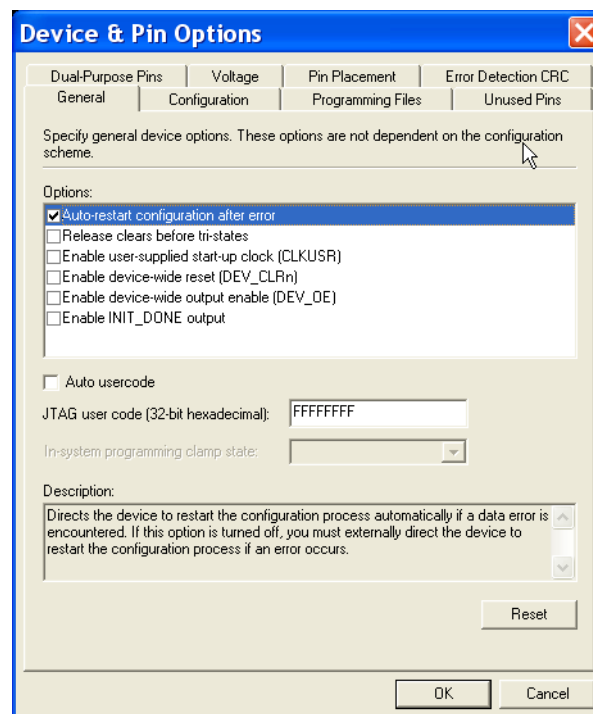 Device & Pin Options
Dual-Purpose Pins Voltage Pin Placement Error Detection CRC
General Configuration Programming Files Unused Pins
Specify general device options. These options are not dependent on the configuration
scheme.
Options:
Auto-restart configuration after error
Release clears before tri-states
Enable user-supplied start-up clock (CLKUSR)
Enable device-wide reset (DEV_CLRn)
Enable device-wide output enable (DEV_OE)
Enable INIT_DONE output
Auto usercode
JTAG user code (32-bit hexadecimal): FFFFFFFF
In-system programming clamp state:
Description:
Directs the device to restart the configuration process automatically if a data error is
encountered. If this option is turned off, you must externally direct the device to
restart the configuration process if an error occurs.
Reset
OK Cancel